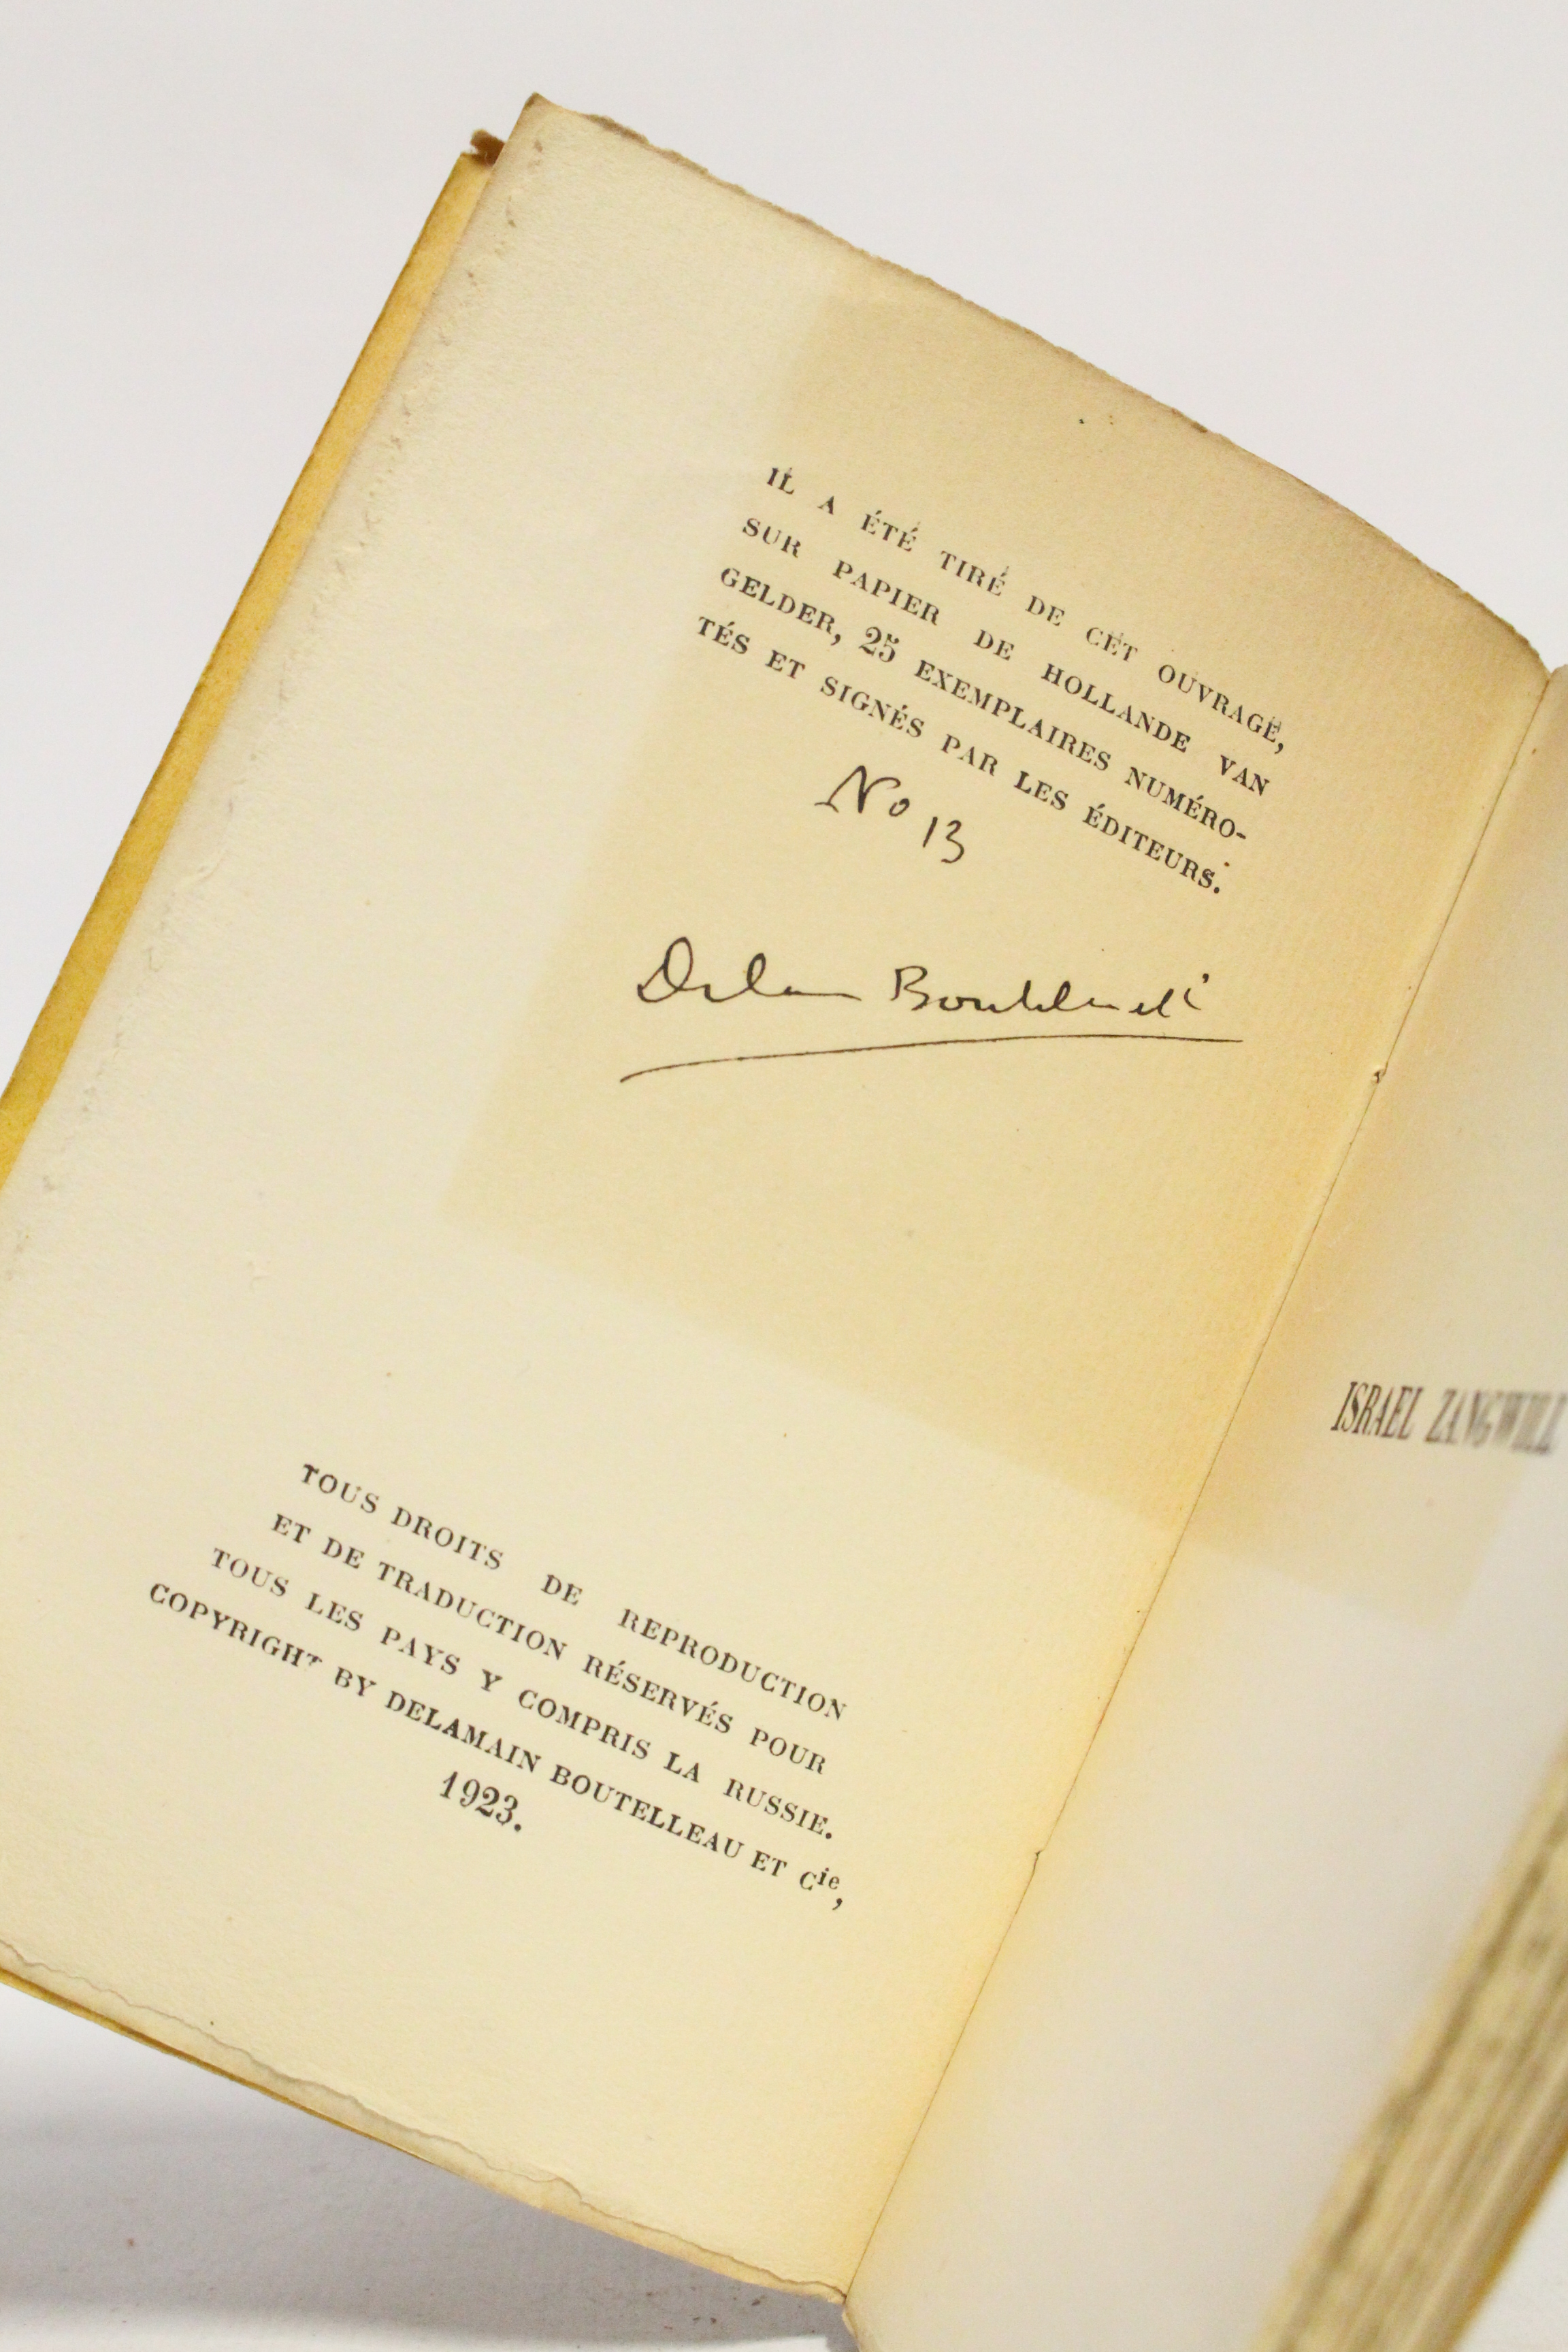 IL A ÉTÉ TIRÉ DE CET OUVRAGE,
SUR PAPIER DE HOLLANDE VAN
GELDER, 25 EXEMPLAIRES NUMÉRO-
TÉS ET SIGNÉS PAR LES ÉDITEURS.
No 13
TOUS DROITS DE REPRODUCTION
ET DE TRADUCTION RÉSERVÉS POUR
TOUS LES PAYS Y COMPRIS LA RUSSIE.
COPYRIGHT BY DELAMAIN BOUTELLEAU ET Cie,
1923.
ISRAEL ZANGWILL